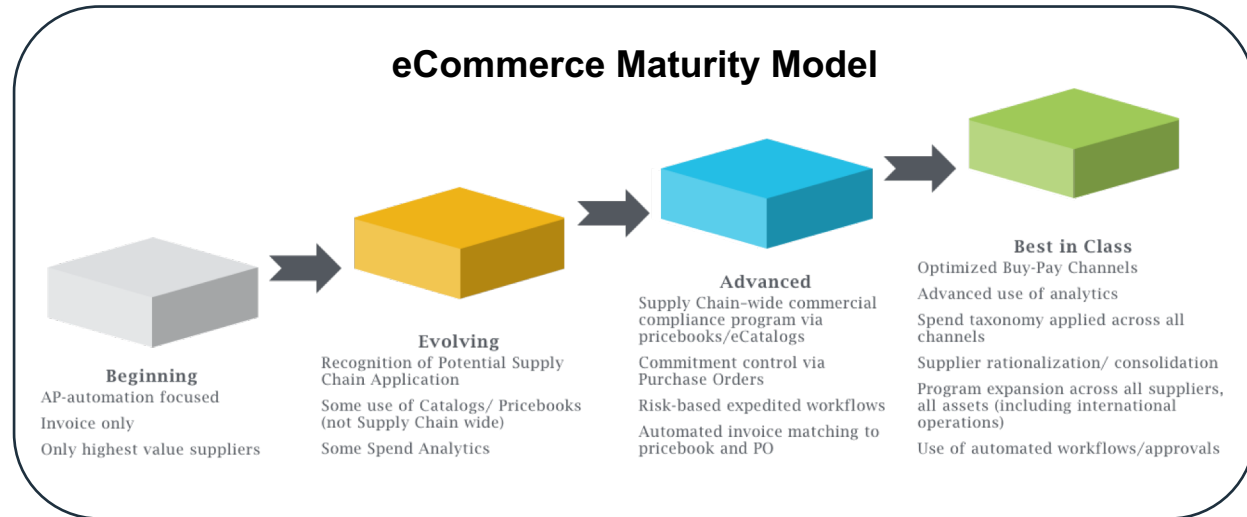 eCommerce Maturity Model
Beginning
AP-automation focused
Invoice only
Only highest value suppliers
Evolving
Recognition of Potential Supply
Chain Application
Some use of Catalogs/ Pricebooks
(not Supply Chain wide)
Some Spend Analytics
Advanced
Supply Chain-wide commercial
compliance program via
pricebooks/eCatalogs
Commitment control via
Purchase Orders
Risk-based expedited workflows
Automated invoice matching to
pricebook and PO
Best in Class
Optimized Buy-Pay Channels
Advanced use of analytics
Spend taxonomy applied across all
channels
Supplier rationalization/ consolidation
Program expansion across all suppliers,
all assets (including international
operations)
Use of automated workflows/approvals